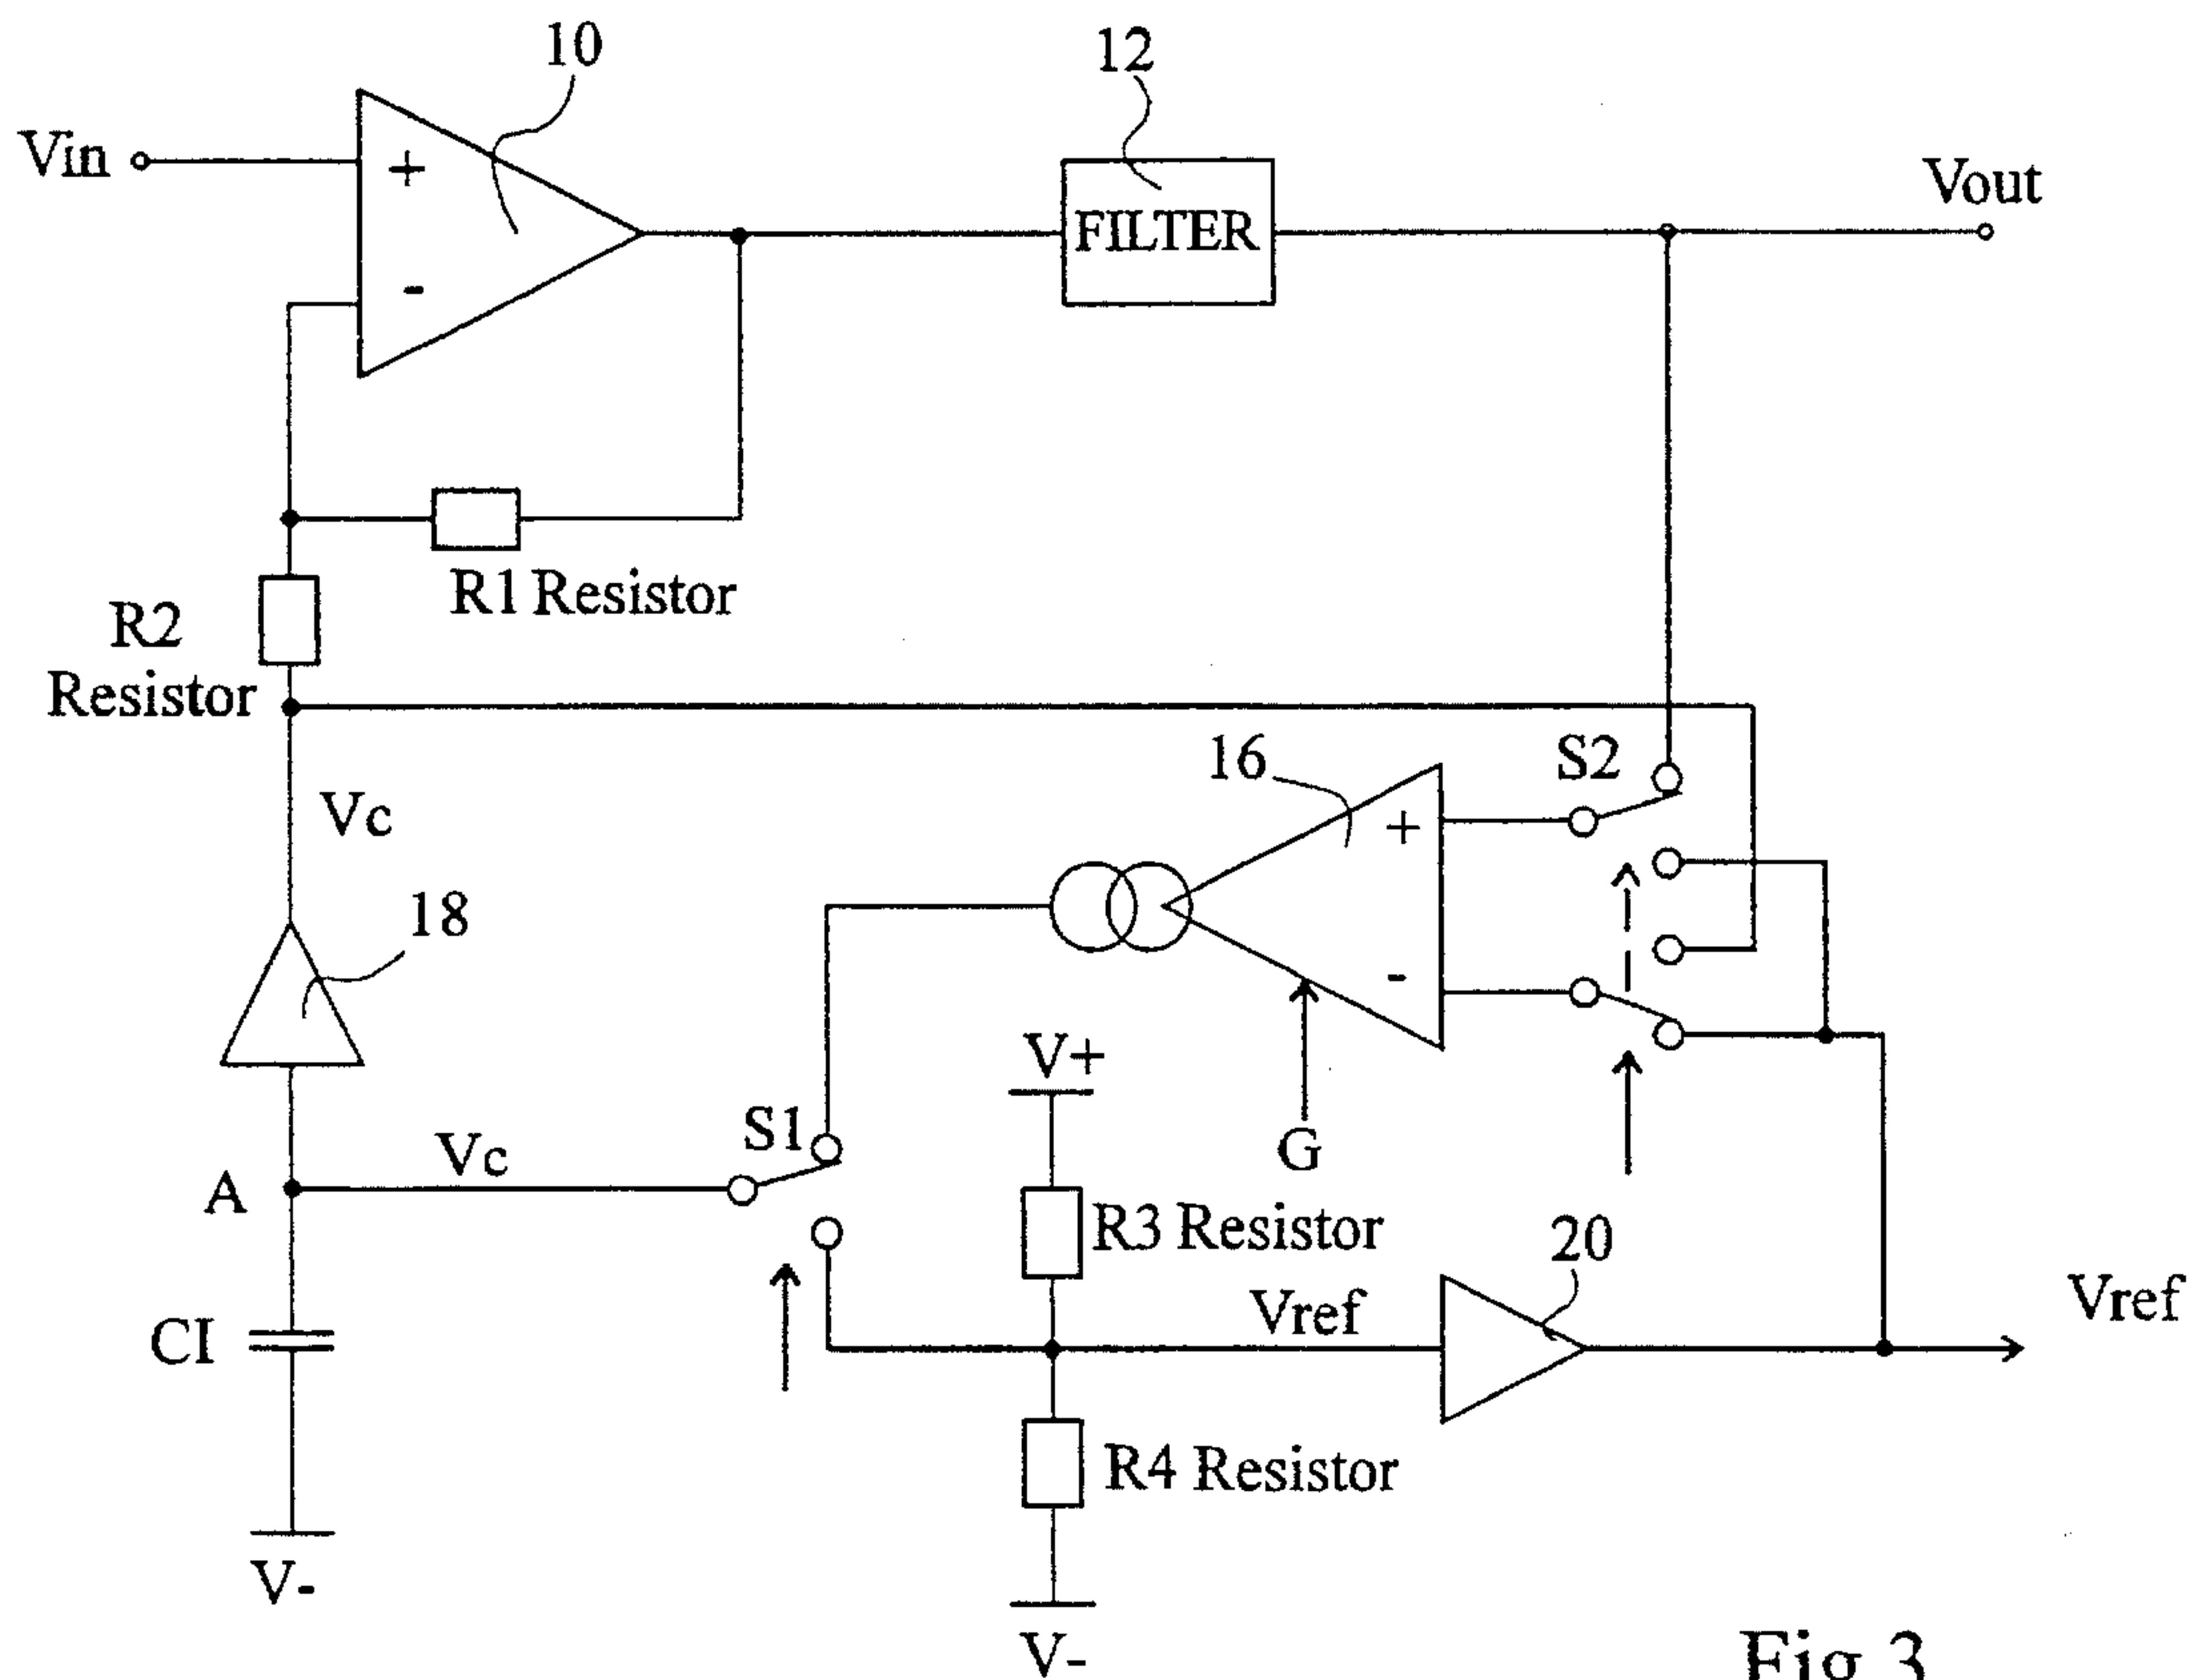 10
12
Vin
+
-
FILTER
Vout
R1 Resistor
R2
Resistor
Vc
16
S2
+
-
18
V+
G
S1
Vc
A
R3 Resistor
20
Vref
Vref
CI
R4 Resistor
V-
V-
Fig 3